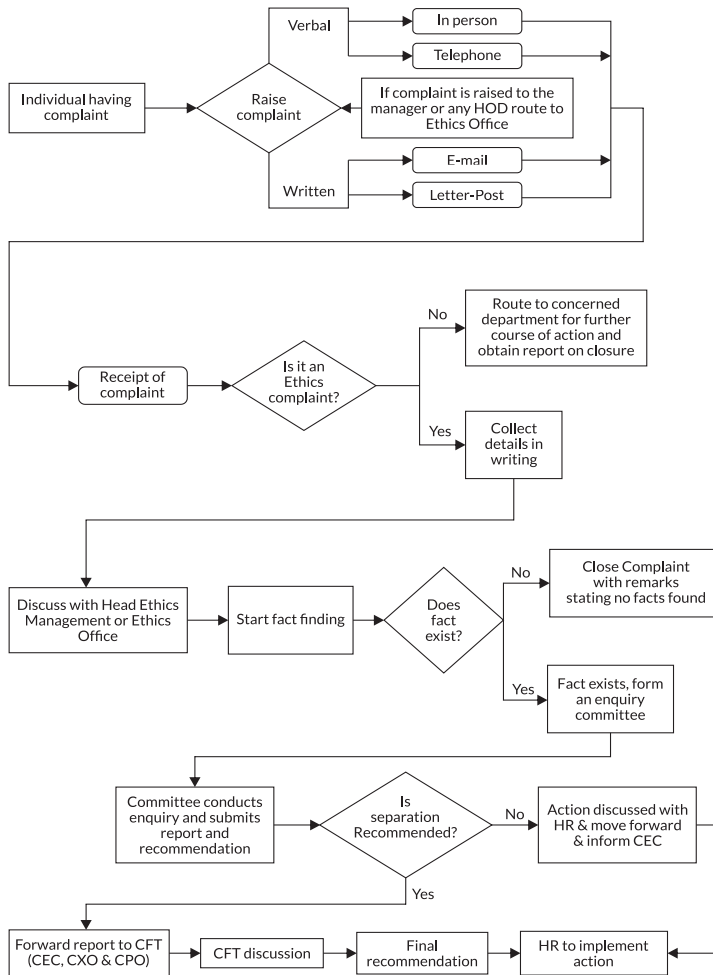 Verbal
In person
Telephone
Individual having
complaint
Raise
complaint
If complaint is raised to the
manager or any HOD route to
Ethics Office
E-mail
Written
Letter-Post
Receipt of
complaint
Is it an
Ethics
complaint?
No
Route to concerned
department for further
course of action and
obtain report on closure
Yes
Collect
details in
writing
Discuss with Head Ethics
Management or Ethics
Office
Start fact finding
Does
fact
exist?
No
Close Complaint
with remarks
stating no facts found
Yes
Fact exists, form
an enquiry
committee
Committee conducts
enquiry and submits
report and
recommendation
Is
separation
Recommended?
No
Action discussed with
HR & move forward
& inform CEC
Yes
Forward report to CFT
(CEC, CXO & CPO)
CFT discussion
Final
recommendation
HR to implement
action